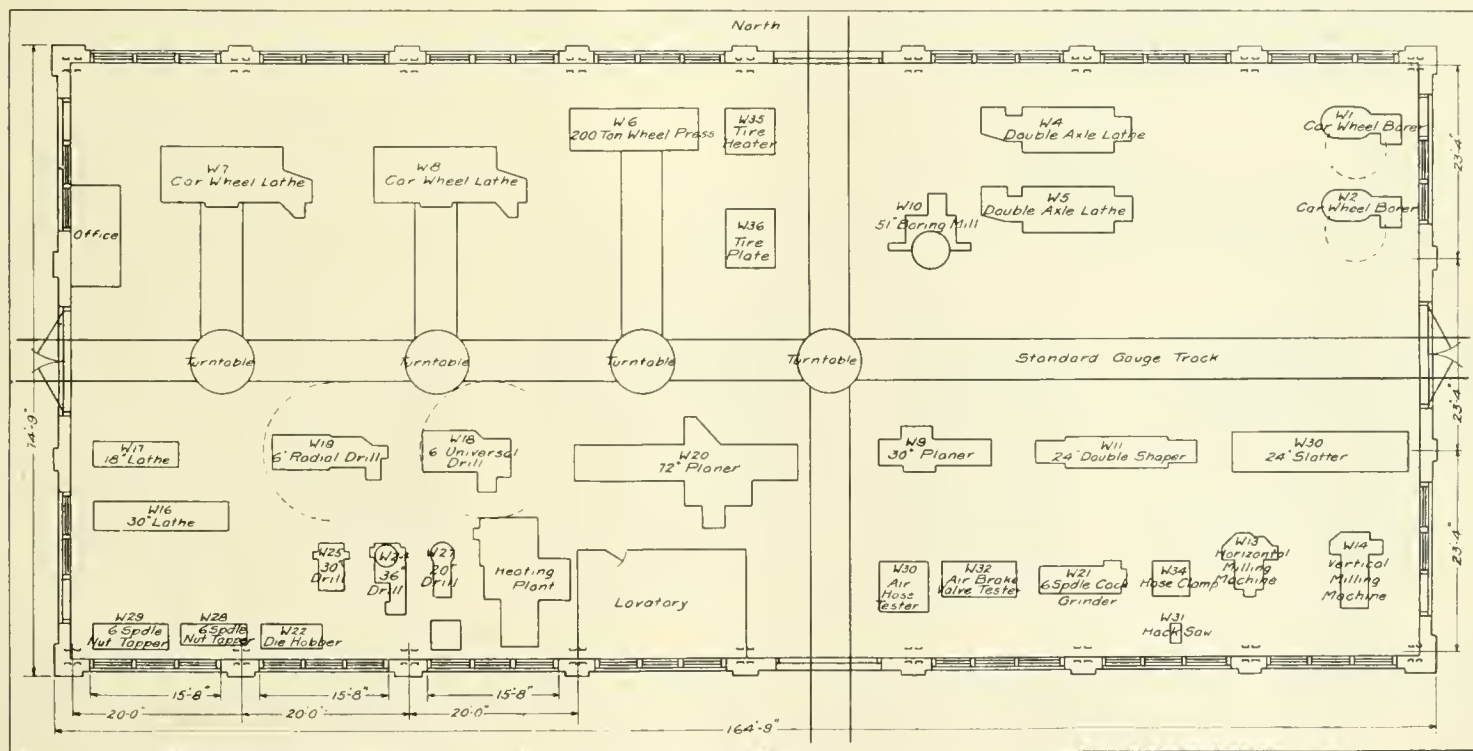 North
W6
200 Ton Wheel Press
W35
Tire
Heater
W4
Double Axle Lathe
W1
Car Wheel Borer
W7
Car Wheel Lathe
W8
Car Wheel Lathe
23'-4"
Office
W36
Tire
Plate
W10
51" Boring Mill
W5
Double Axle Lathe
W2
Car Wheel Borer
Turntable
Turntable
Turntable
Turntable
Standard Gauge Track
74'-9"
23'-4"
W17
18" Lathe
W19
6' Radial Drill
W18
6 Universal
Drill
W20
72" Planer
W9
30" Planer
W11
24" Double Shaper
W30
24" Slotter
W16
30" Lathe
23'-4"
W25
30"
Drill
36"
Drill
W27
20"
Drill
Heating
Plant
Lavatory
W30
Air
Hose
Tester
W32
Air Brake
Valve Tester
W21
6 Spdle Cock
Grinder
W34
Hose Clamp
W13
Horizontal
Milling
Machine
W14
Vertical
Milling
Machine
W29
6 Spdle
Nut Tapper
W28
6 Spdle
Nut Tapper
W22
Die Hobber
W31
Hack Saw
15'-8"
15'-8"
15'-8"
20'-0"
20'-0"
20'-0"
164'-9"